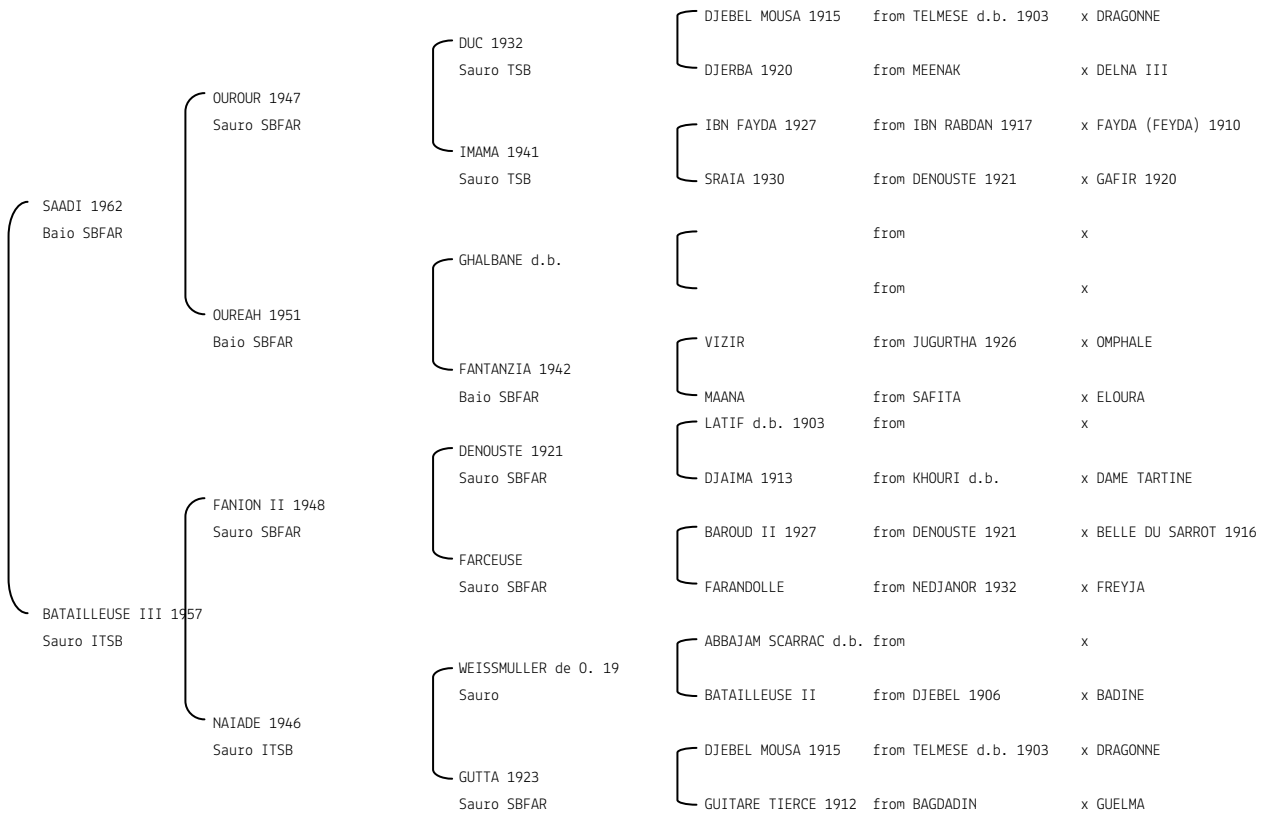 DJEBEL MOUSA 1915 from TELMESE d.b. 1903 x DRAGONNE
DUC 1932
Sauro TSB
DJERBA 1920 from MEENAK x DELNA III
OUROUR 1947
Sauro SBFAR
IBN FAYDA 1927 from IBN RABDAN 1917 x FAYDA (FEYDA) 1910
IMAMA 1941
Sauro TSB
SRAIA 1930 from DENOUSTE 1921 x GAFIR 1920
SAADI 1962
Baio SBFAR
from x
GHALBANE d.b.
from x
OUREAH 1951
Baio SBFAR
VIZIR from JUGURTHA 1926 x OMPHALE
FANTANZIA 1942
Baio SBFAR
MAANA from SAFITA x ELOURA
LATIF d.b. 1903 from x
DENOUSTE 1921
Sauro SBFAR
DJAIMA 1913 from KHOURI d.b. x DAME TARTINE
FANION II 1948
Sauro SBFAR
BAROUD II 1927 from DENOUSTE 1921 x BELLE DU SARROT 1916
FARCEUSE
Sauro SBFAR
FARANDOLLE from NEDJANOR 1932 x FREYJA
BATAILLEUSE III 1957
Sauro ITSB
ABBAJAM SCARRAC d.b. from x
WEISSMULLER de O. 19
Sauro
BATAILLEUSE II from DJEBEL 1906 x BADINE
NAIADE 1946
Sauro ITSB
DJEBEL MOUSA 1915 from TELMESE d.b. 1903 x DRAGONNE
GUTTA 1923
Sauro SBFAR
GUITARE TIERCE 1912 from BAGDADIN x GUELMA